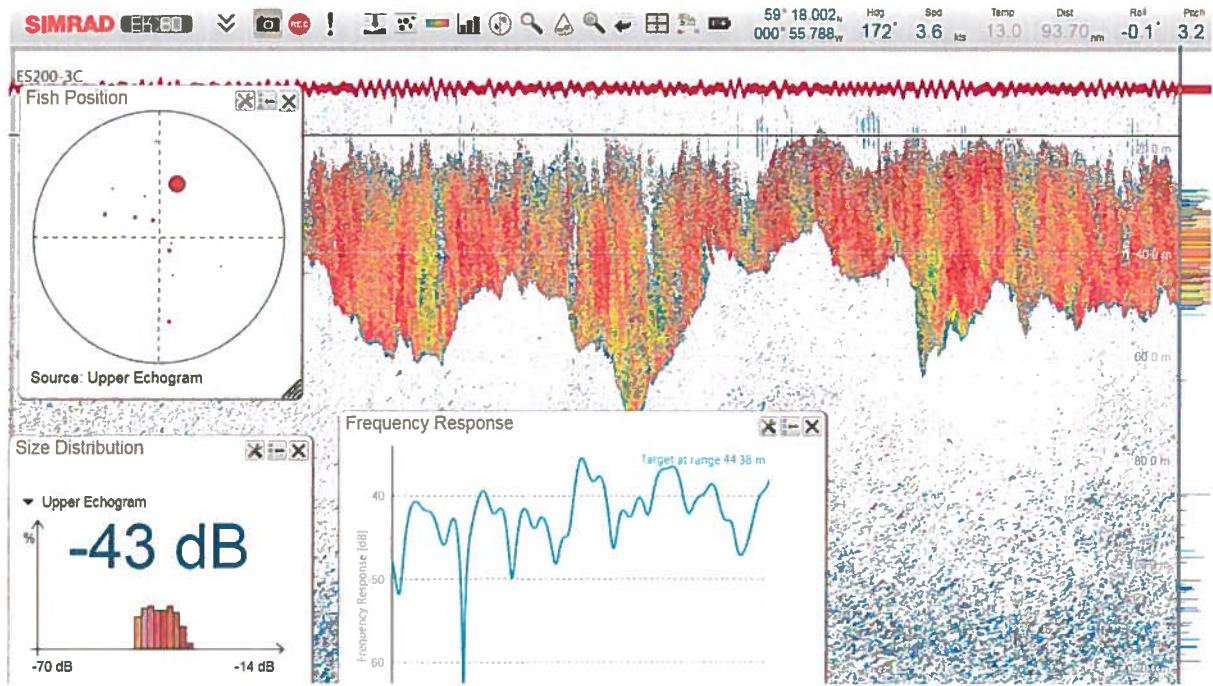 SIMRAD EK80
REC
59° 18.002 N
000° 55.788 W
Hdg
172°
Spd
3.6 kts
Temp
13.0
Dist
93.70 nm
Roll
-0.1°
Pitch
3.2
ES200-3C
Fish Position
Source: Upper Echogram
20.0 m
40.0 m
60.0 m
80.0 m
Size Distribution
Upper Echogram
%
-43 dB
-70 dB
-14 dB
Frequency Response
Target at range 44.38 m
Frequency Response [dB]
40
50
60